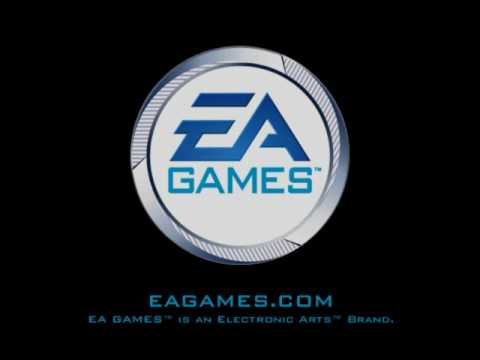 EA
GAMES™
EAGAMES.COM
EA GAMES™ IS AN ELECTRONIC ARTS™ BRAND.